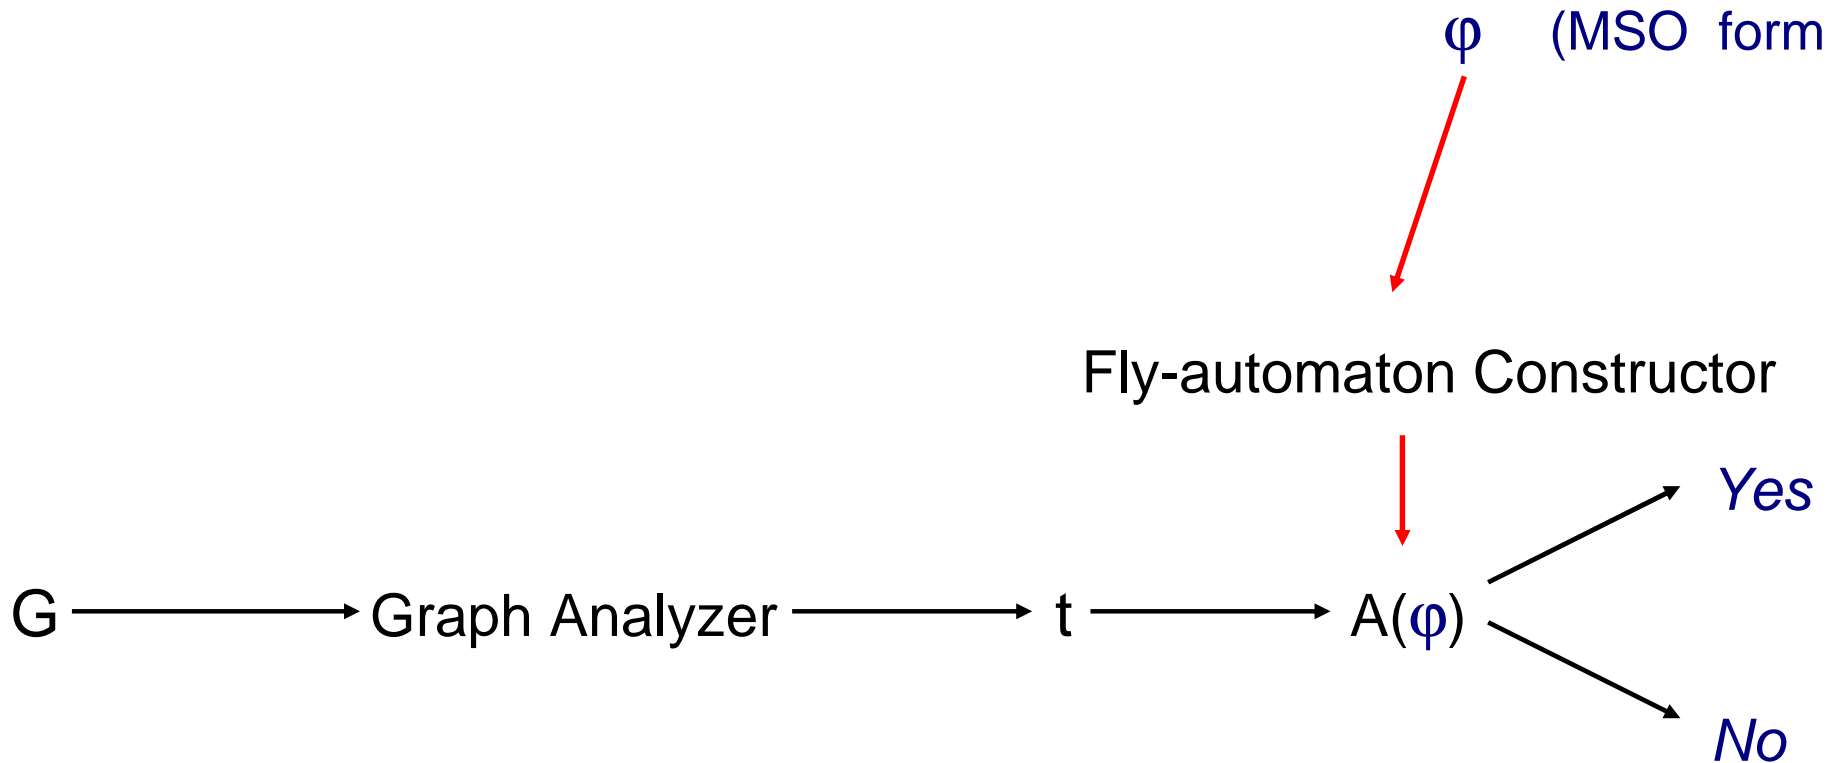 φ (MSO form
Fly-automaton Constructor
Yes
G Graph Analyzer t A(φ)
No